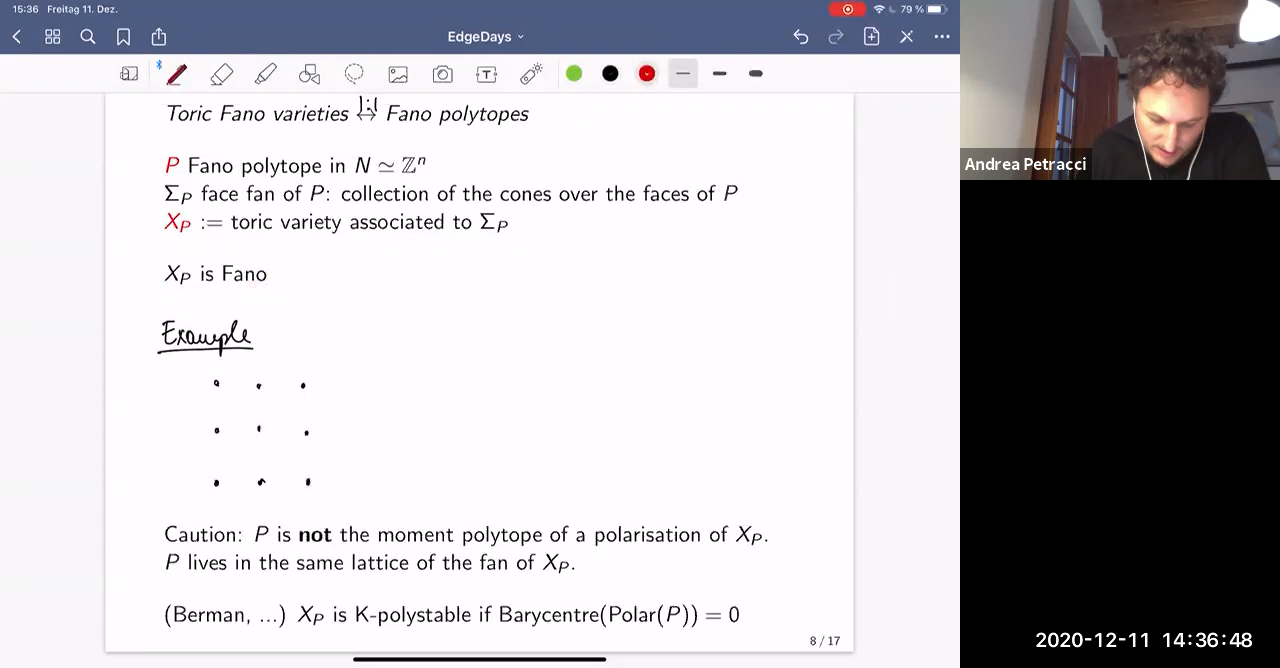 15:36 Freitag 11. Dez. 79 %
EdgeDays
Toric Fano varieties 1:1 ↔ Fano polytopes
P Fano polytope in N ≃ ℤⁿ
Σ_P face fan of P: collection of the cones over the faces of P
X_P := toric variety associated to Σ_P
X_P is Fano
Example
Caution: P is not the moment polytope of a polarisation of X_P.
P lives in the same lattice of the fan of X_P.
(Berman, ...) X_P is K-polystable if Barycentre(Polar(P)) = 0
8 / 17
Andrea Petracci
2020-12-11 14:36:48